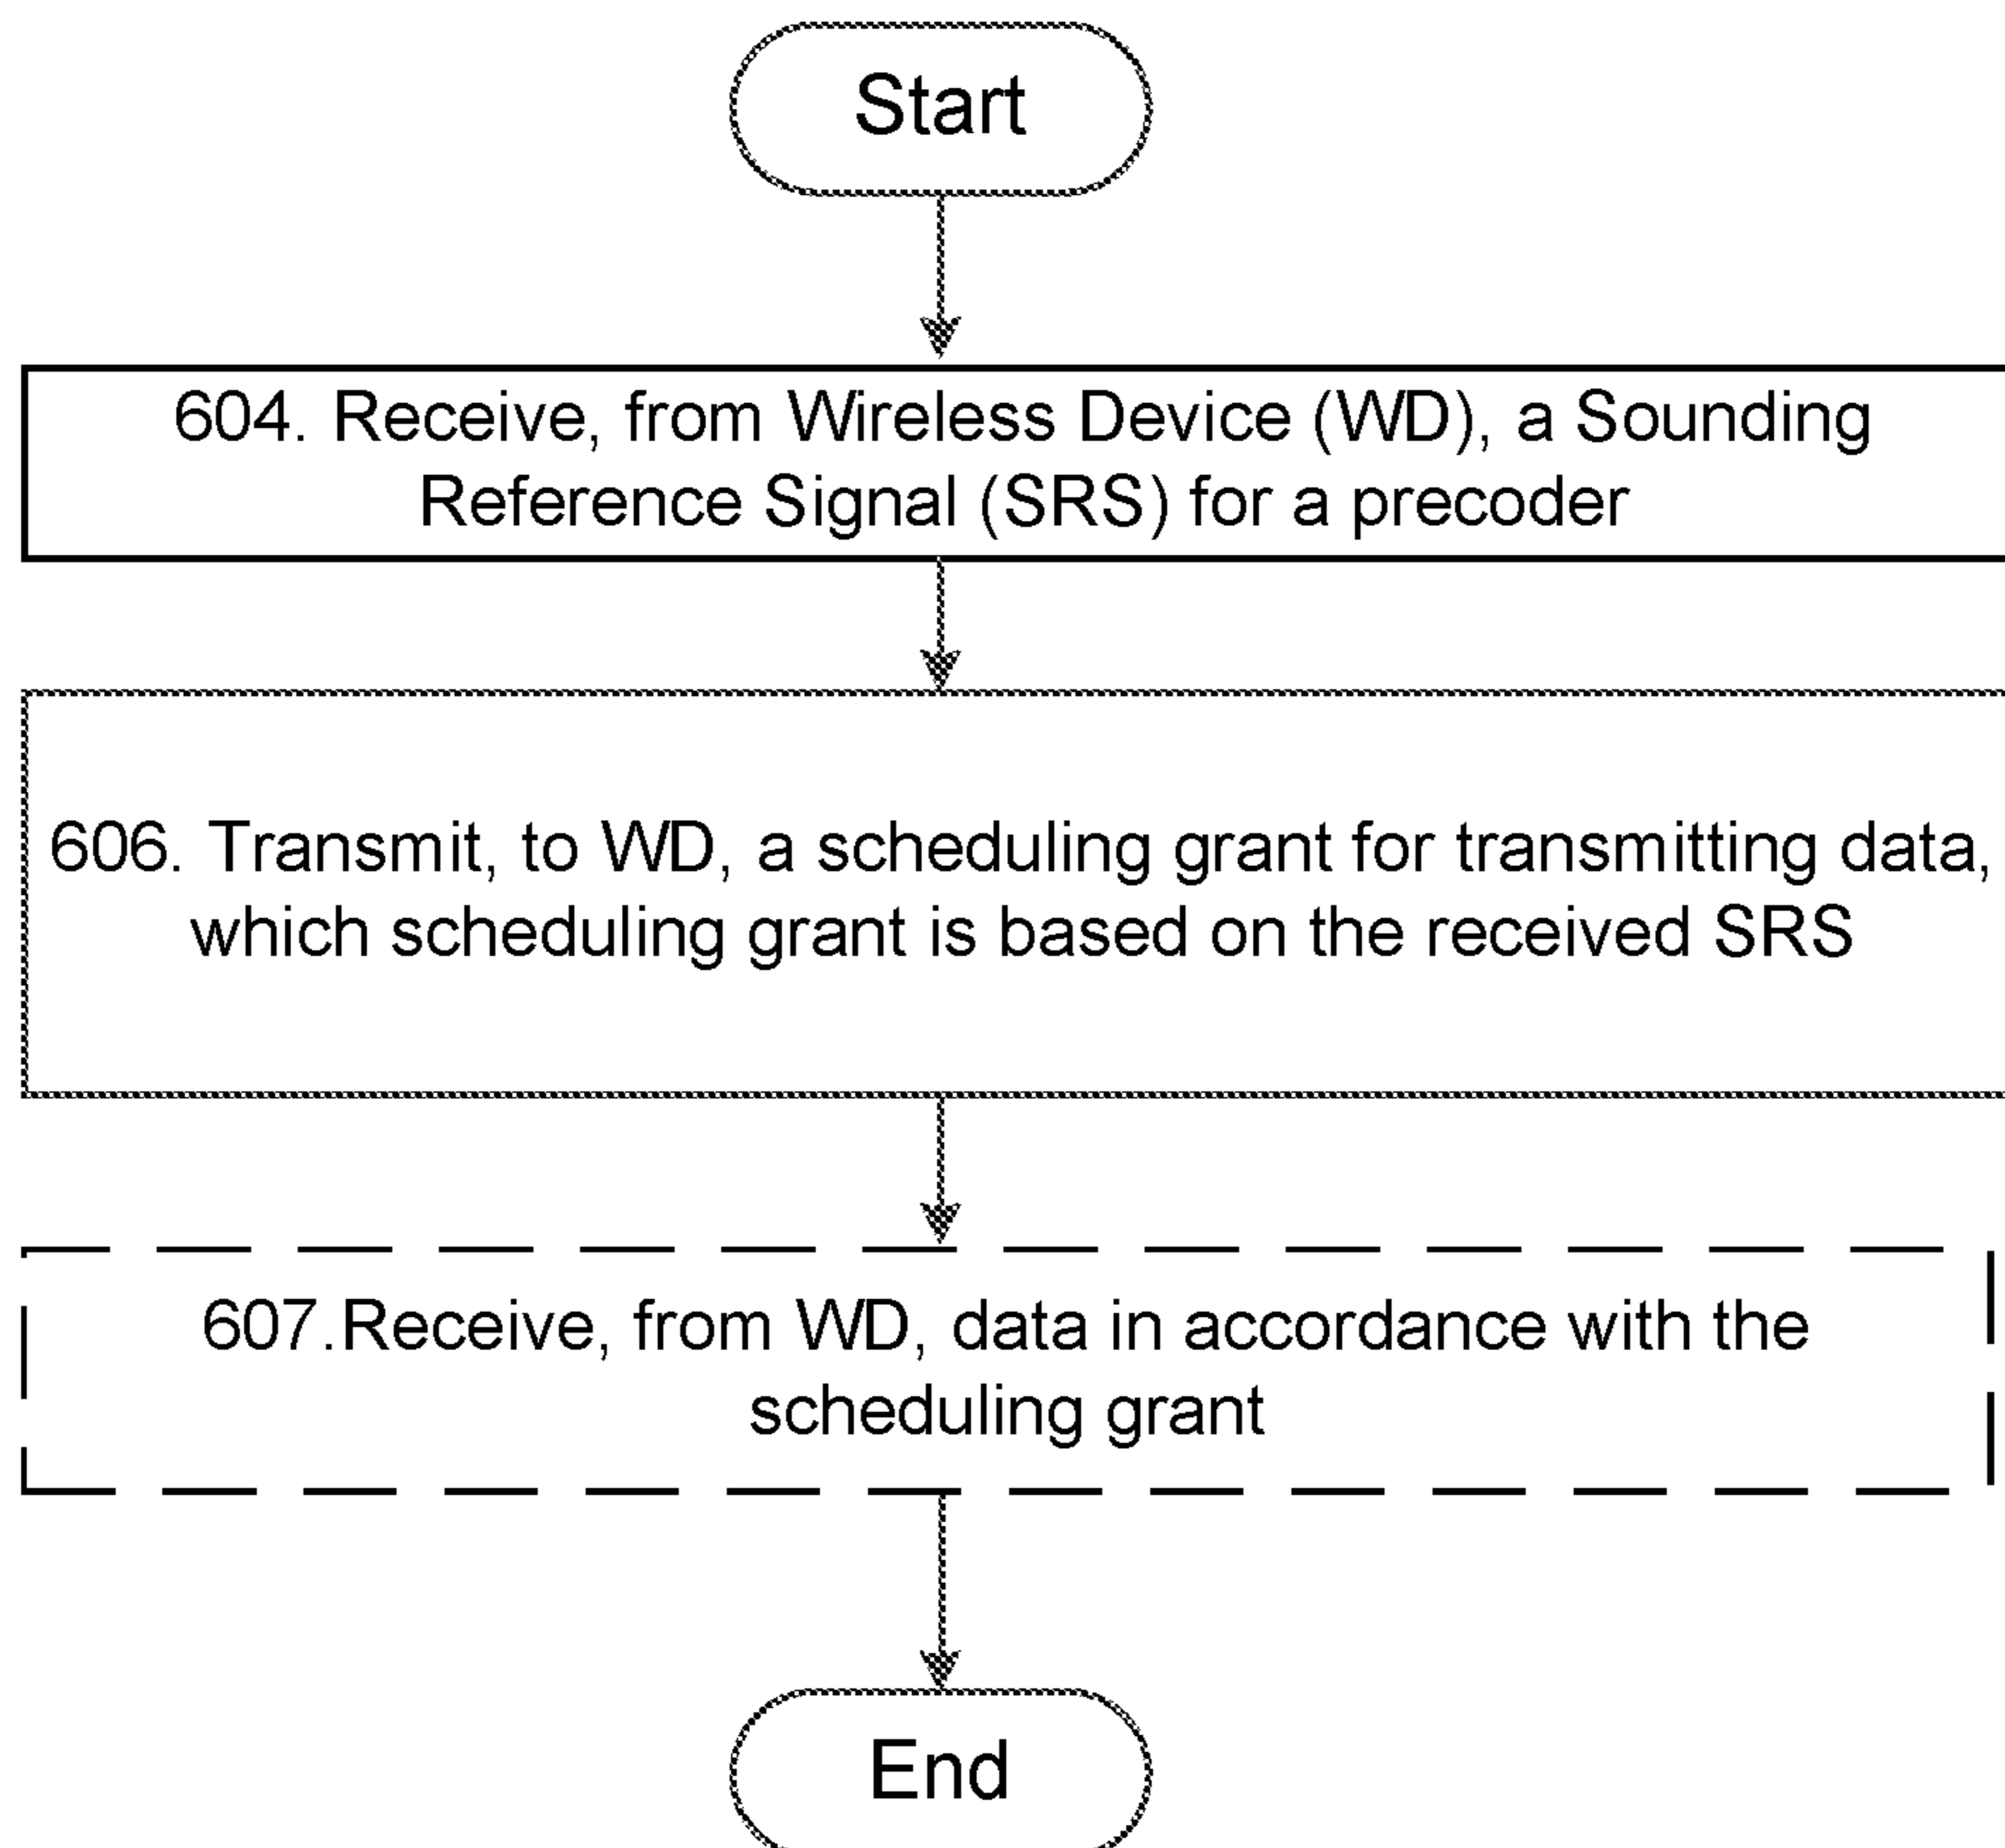 Start
604. Receive, from Wireless Device (WD), a Sounding
Reference Signal (SRS) for a precoder
606. Transmit, to WD, a scheduling grant for transmitting data,
which scheduling grant is based on the received SRS
607.Receive, from WD, data in accordance with the
scheduling grant
End